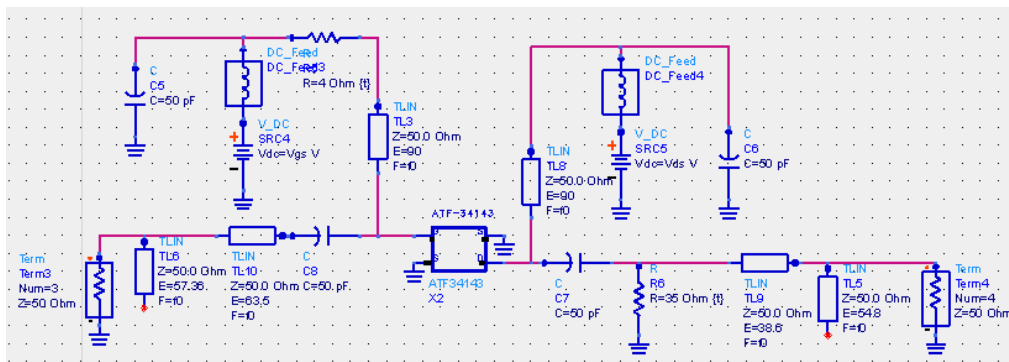 C
C5
C=50 pF
DC_Feed
DC_Feed3
V_DC
SRC4
Vdc=Vgs V
R=4 Ohm {t}
TLIN
TL3
Z=50.0 Ohm
E=90
F=f0
DC_Feed
DC_Feed4
V_DC
SRC5
Vdc=Vds V
C
C6
C=50 pF
TLIN
TL8
Z=50.0 Ohm
E=90
F=f0
ATF-34143
G
S
S
D
ATF34143
X2
Term
Term3
Num=3
Z=50 Ohm
TLIN
TL6
Z=50.0 Ohm
E=57.36
F=f0
TLIN
TL10
Z=50.0 Ohm
E=63.5
F=f0
C
C8
C=50 pF
C
C7
C=50 pF
R
R6
R=35 Ohm {t}
TLIN
TL9
Z=50.0 Ohm
E=38.6
F=f0
TLIN
TL5
Z=50.0 Ohm
E=54.8
F=f0
Term
Term4
Num=4
Z=50 Ohm